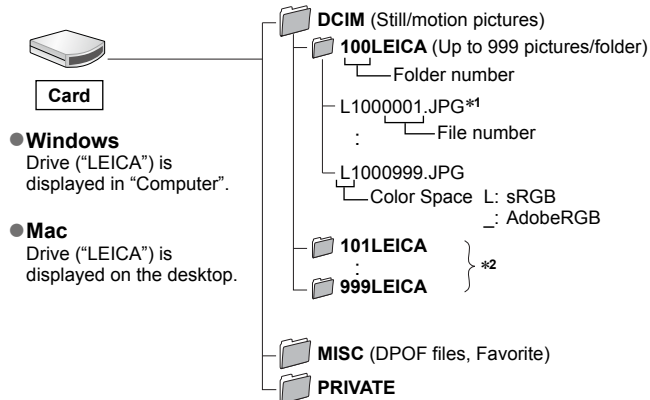 DCIM (Still/motion pictures)
100LEICA (Up to 999 pictures/folder)
Folder number
Card
L1000001.JPG*1
File number
:
●Windows
Drive ("LEICA") is
displayed in "Computer".
L1000999.JPG
Color Space L: sRGB
_: AdobeRGB
●Mac
Drive ("LEICA") is
displayed on the desktop.
101LEICA
:
*2
999LEICA
MISC (DPOF files, Favorite)
PRIVATE